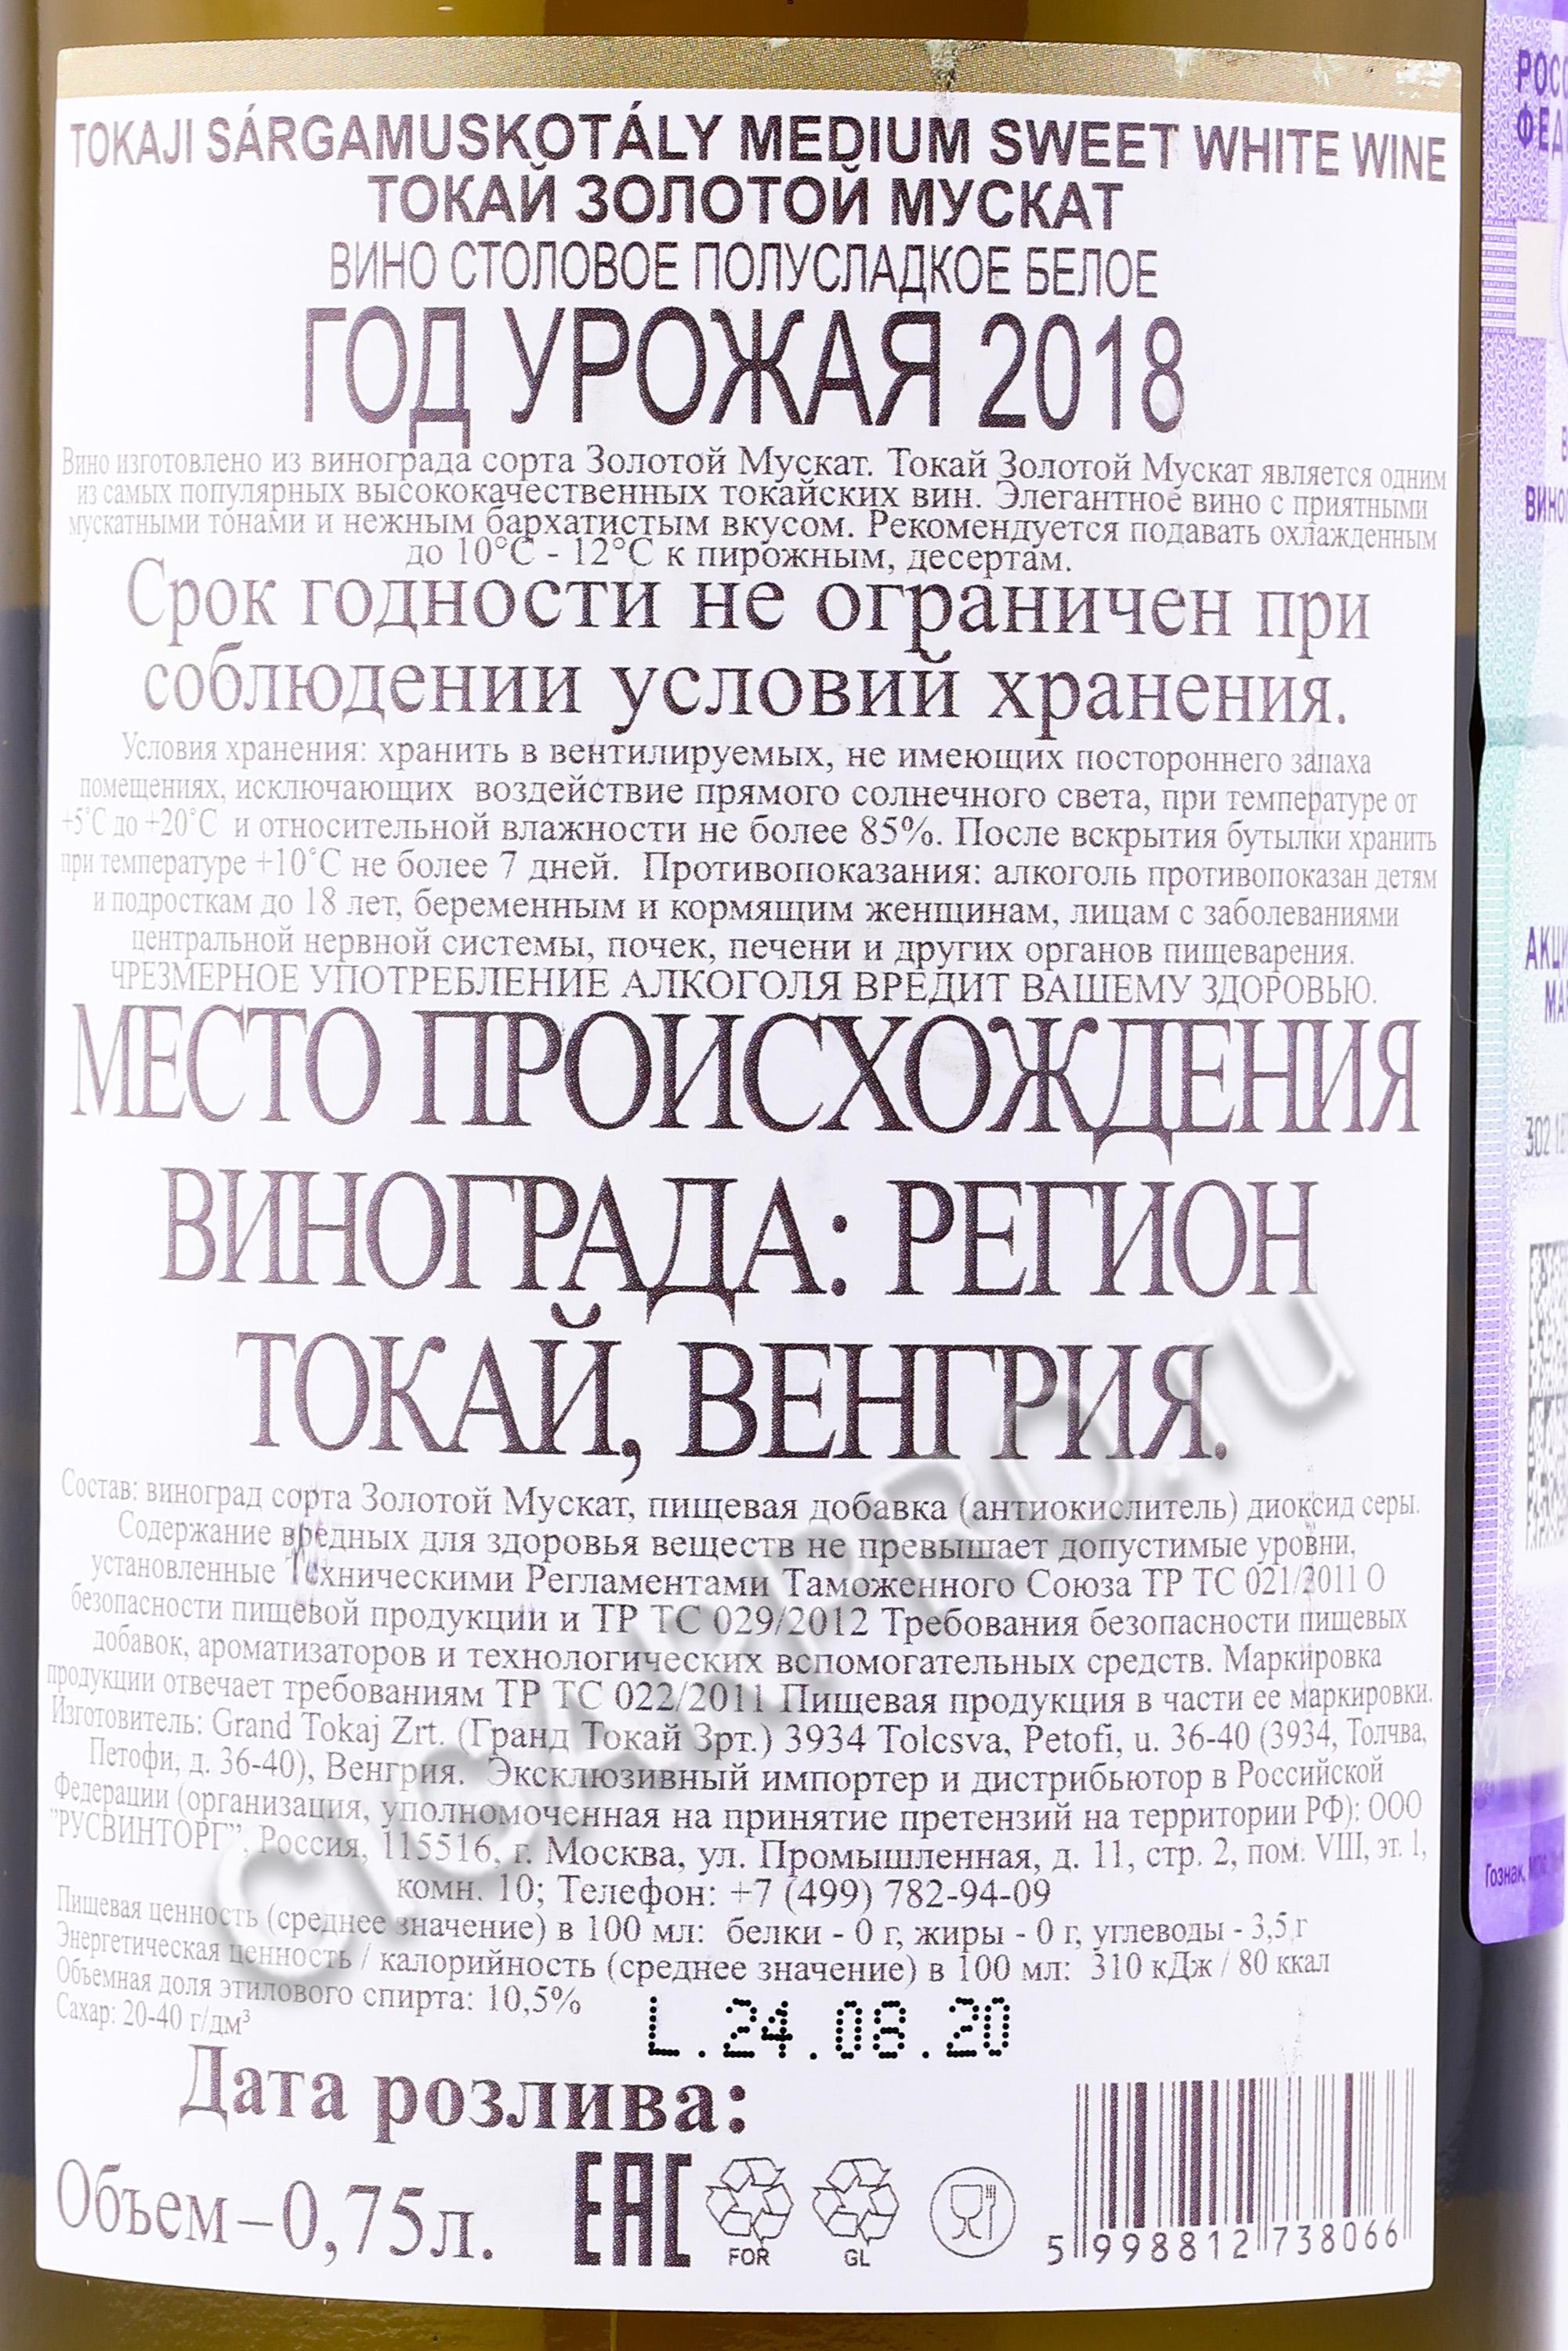 TOKAJI SÁRGAMUSKOTÁLY MEDIUM SWEET WHITE WINE
ТОКАЙ ЗОЛОТОЙ МУСКАТ
ВИНО СТОЛОВОЕ ПОЛУСЛАДКОЕ БЕЛОЕ
ГОД УРОЖАЯ 2018
Вино изготовлено из винограда сорта Золотой Мускат. Токай Золотой Мускат является одним
из самых популярных высококачественных токайских вин. Элегантное вино с приятными
мускатными тонами и нежным бархатистым вкусом. Рекомендуется подавать охлажденным
до 10°С - 12°С к пирожным, десертам.
Срок годности не ограничен при
соблюдении условий хранения.
Условия хранения: хранить в вентилируемых, не имеющих постороннего запаха
помещениях, исключающих воздействие прямого солнечного света, при температуре от
+5°С до +20°С и относительной влажности не более 85%. После вскрытия бутылки хранить
при температуре +10°С не более 7 дней. Противопоказания: алкоголь противопоказан детям
и подросткам до 18 лет, беременным и кормящим женщинам, лицам с заболеваниями
центральной нервной системы, почек, печени и других органов пищеварения.
ЧРЕЗМЕРНОЕ УПОТРЕБЛЕНИЕ АЛКОГОЛЯ ВРЕДИТ ВАШЕМУ ЗДОРОВЬЮ.
МЕСТО ПРОИСХОЖДЕНИЯ
ВИНОГРАДА: РЕГИОН
ТОКАЙ, ВЕНГРИЯ.
Состав: виноград сорта Золотой Мускат, пищевая добавка (антиокислитель) диоксид серы.
Содержание вредных для здоровья веществ не превышает допустимые уровни,
установленные Техническими Регламентами Таможенного Союза ТР ТС 021/2011 О
безопасности пищевой продукции и ТР ТС 029/2012 Требования безопасности пищевых
добавок, ароматизаторов и технологических вспомогательных средств. Маркировка
продукции отвечает требованиям ТР ТС 022/2011 Пищевая продукция в части ее маркировки.
Изготовитель: Grand Tokaj Zrt. (Гранд Токай Зрт.) 3934 Tolcsva, Petofi, u. 36-40 (3934, Толчва,
Петофи, д. 36-40), Венгрия. Эксклюзивный импортер и дистрибьютор в Российской
Федерации (организация, уполномоченная на принятие претензий на территории РФ): ООО
"РУСВИНТОРГ", Россия, 115516, г. Москва, ул. Промышленная, д. 11, стр. 2, пом. VIII, эт. 1,
комн. 10; Телефон: +7 (499) 782-94-09
Пищевая ценность (среднее значение) в 100 мл: белки - 0 г, жиры - 0 г, углеводы - 3,5 г
Энергетическая ценность / калорийность (среднее значение) в 100 мл: 310 кДж / 80 ккал
Объемная доля этилового спирта: 10,5%
Сахар: 20-40 г/дм³
L.24.08.20
Дата розлива:
Объем–0,75л.
EAC
FOR
GL
5 998812 738066
CIGARPRO.ru
302
Гознак